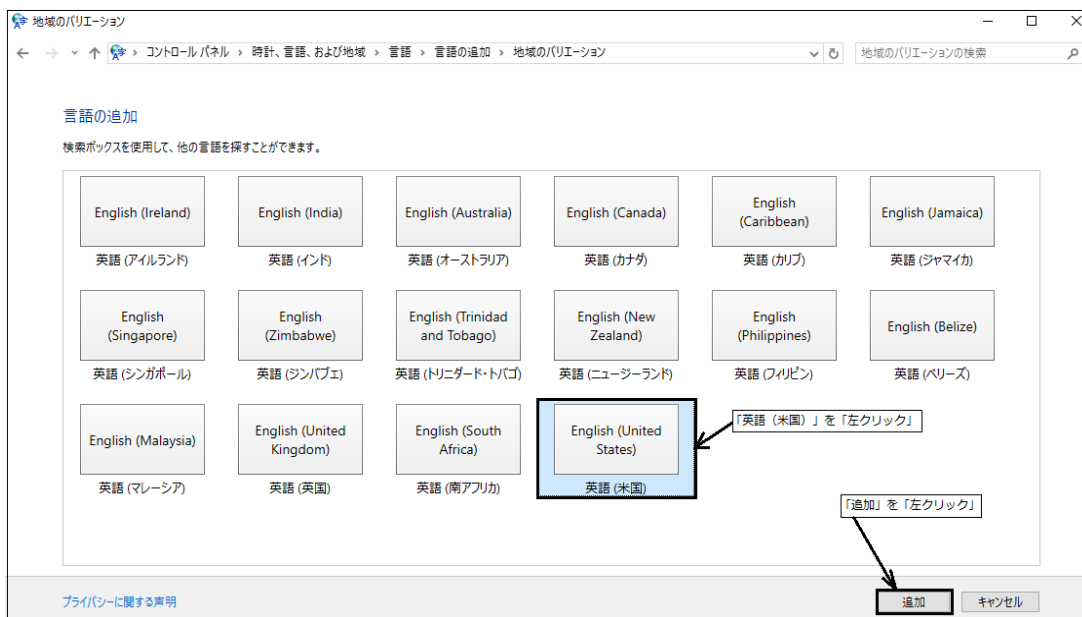 地域のバリエーション
コントロール パネル › 時計、言語、および地域 › 言語 › 言語の追加 › 地域のバリエーション
地域のバリエーションの検索
言語の追加
検索ボックスを使用して、他の言語を探すことができます。
English (Ireland)
英語 (アイルランド)
English (India)
英語 (インド)
English (Australia)
英語 (オーストラリア)
English (Canada)
英語 (カナダ)
English
(Caribbean)
英語 (カリブ)
English (Jamaica)
英語 (ジャマイカ)
English
(Singapore)
英語 (シンガポール)
English
(Zimbabwe)
英語 (ジンバブエ)
English (Trinidad
and Tobago)
英語 (トリニダード・トバゴ)
English (New
Zealand)
英語 (ニュージーランド)
English
(Philippines)
英語 (フィリピン)
English (Belize)
英語 (ベリーズ)
English (Malaysia)
英語 (マレーシア)
English (United
Kingdom)
英語 (英国)
English (South
Africa)
英語 (南アフリカ)
English (United
States)
英語 (米国)
「英語（米国）」を「左クリック」
「追加」を「左クリック」
プライバシーに関する声明
追加
キャンセル